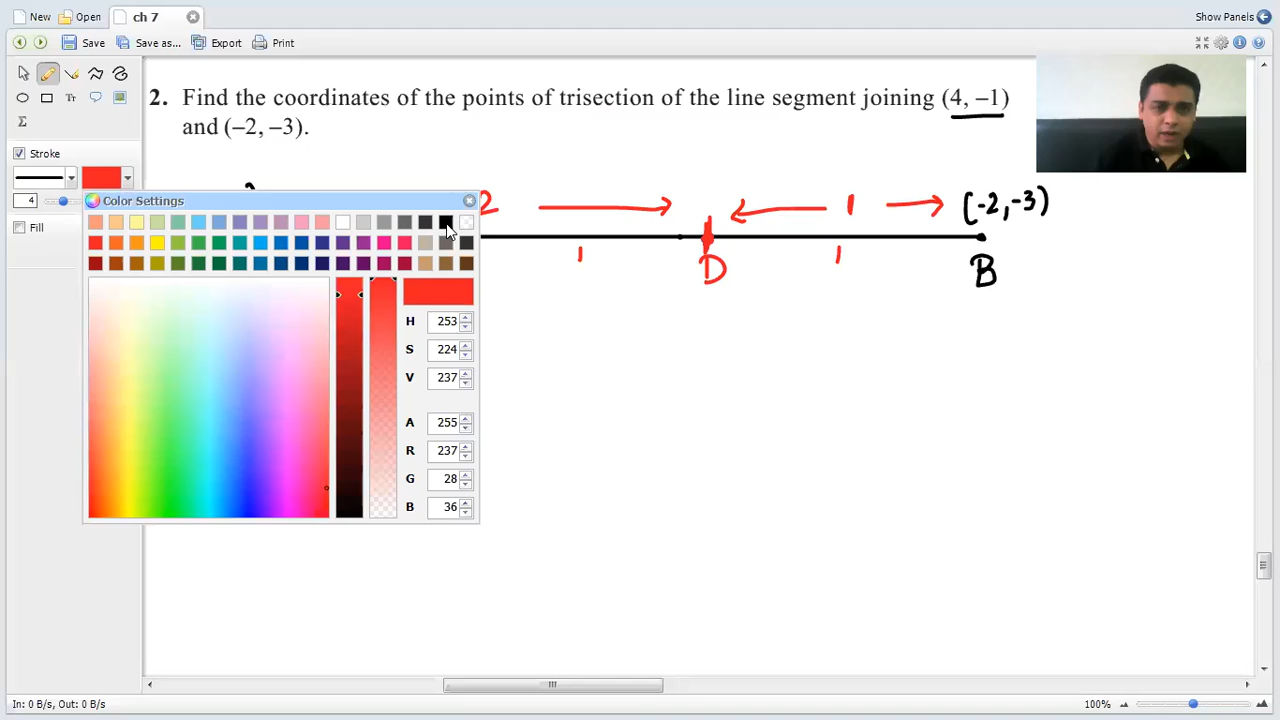 New Open ch 7 Show Panels
Save Save as... Export Print
Tr
Σ
Stroke
4
Fill
2. Find the coordinates of the points of trisection of the line segment joining (4, –1)
and (–2, –3).
Color Settings
H 253
S 224
V 237
A 255
R 237
G 28
B 36
2 1 (-2,-3)
1 1
D B
In: 0 B/s, Out: 0 B/s 100%